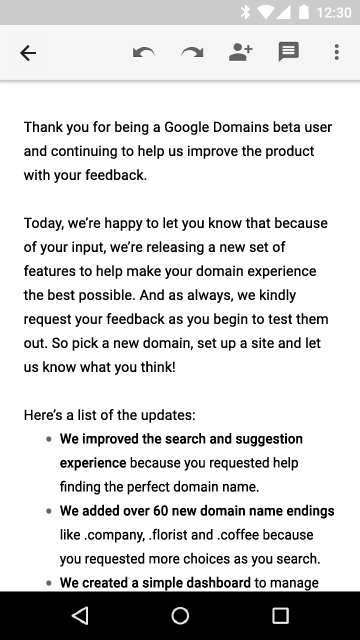 12:30
Thank you for being a Google Domains beta user
and continuing to help us improve the product
with your feedback.
Today, we’re happy to let you know that because
of your input, we’re releasing a new set of
features to help make your domain experience
the best possible. And as always, we kindly
request your feedback as you begin to test them
out. So pick a new domain, set up a site and let
us know what you think!
Here’s a list of the updates:
• We improved the search and suggestion
experience because you requested help
finding the perfect domain name.
• We added over 60 new domain name endings
like .company, .florist and .coffee because
you requested more choices as you search.
• We created a simple dashboard to manage